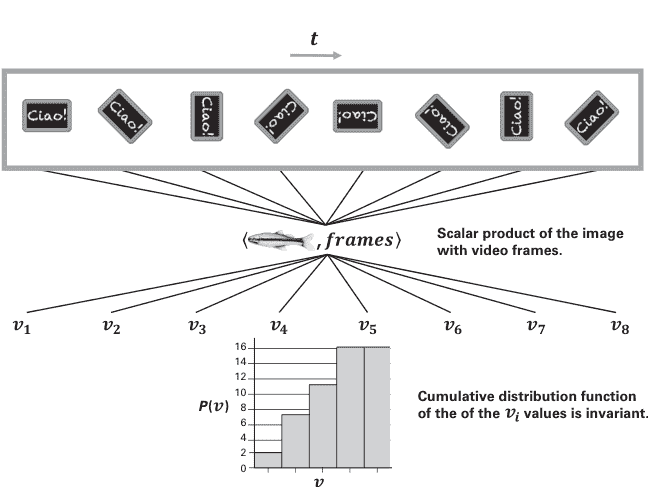 t
Ciao!
Ciao!
Ciao!
Ciao!
Ciao!
Ciao!
Ciao!
Ciao!
⟨ , frames⟩
Scalar product of the image
with video frames.
v₁ v₂ v₃ v₄ v₅ v₆ v₇ v₈
16
14
12
10
8
6
4
2
0
P(v)
v
Cumulative distribution function
of the of the vᵢ values is invariant.